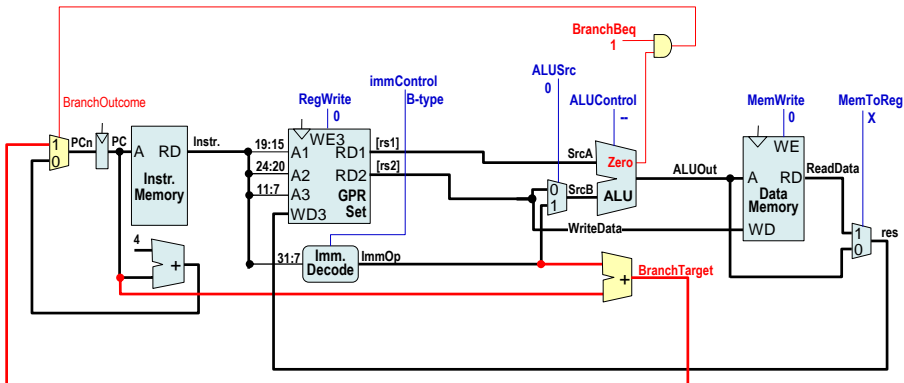 BranchBeq
1
immControl
B-type
ALUSrc
0
BranchOutcome
RegWrite
0
ALUControl
--
MemWrite
0
MemToReg
X
1
0
PCn
PC
A RD
Instr.
Memory
Instr.
19:15
24:20
11:7
WE3
A1
RD1
A2
RD2
A3
GPR
Set
WD3
[rs1]
[rs2]
SrcA
0
1
SrcB
Zero
ALU
ALUOut
WriteData
WE
A
RD
Data
Memory
WD
ReadData
1
0
res
4
+
31:7
Imm.
Decode
ImmOp
+
BranchTarget